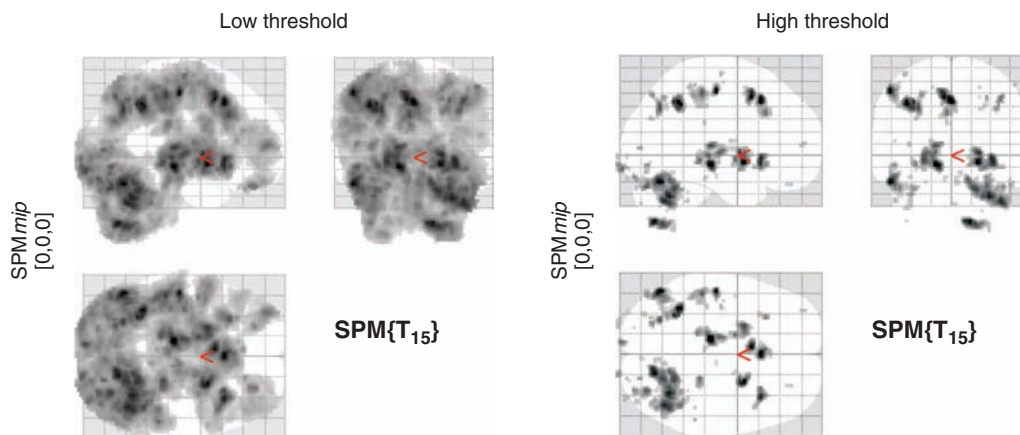 Low threshold
SPMmip
[0,0,0]
SPM{T₁₅}
High threshold
SPMmip
[0,0,0]
SPM{T₁₅}